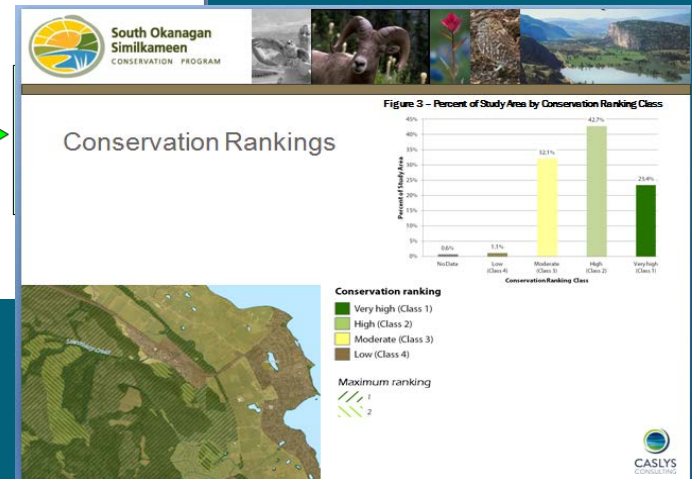 South Okanagan
Similkameen
CONSERVATION PROGRAM
Conservation Rankings
Figure 3 – Percent of Study Area by Conservation Ranking Class
Percent of Study Area
45%
40%
35%
30%
25%
20%
15%
10%
5%
0%
0.6%
1.1%
32.1%
42.7%
23.4%
No Data
Low
(Class 4)
Moderate
(Class 3)
High
(Class 2)
Very high
(Class 1)
Conservation Ranking Class
Conservation ranking
Very high (Class 1)
High (Class 2)
Moderate (Class 3)
Low (Class 4)
Maximum ranking
1
2
CASLYS
CONSULTING